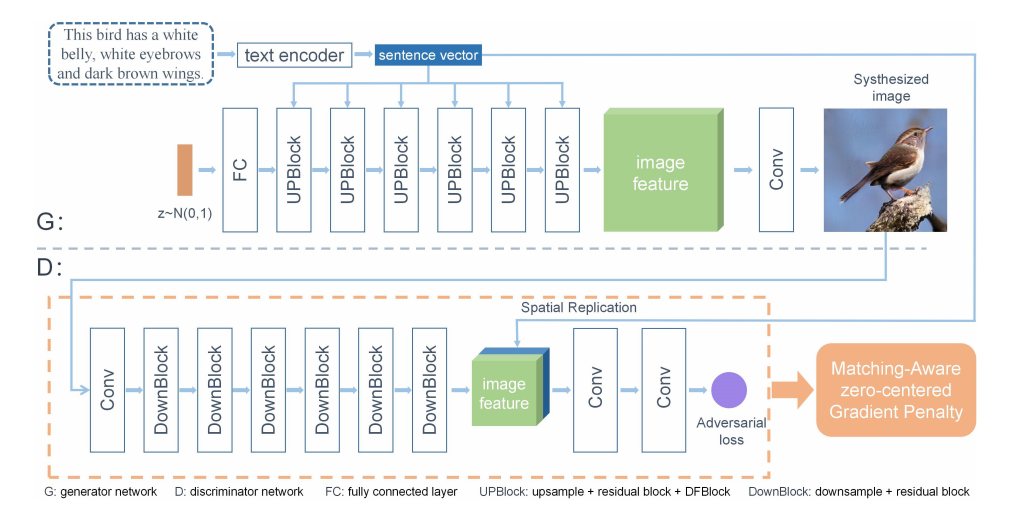 This bird has a white
belly, white eyebrows
and dark brown wings.
text encoder
sentence vector
Systhesized
image
z~N(0,1)
FC
UPBlock
UPBlock
UPBlock
UPBlock
UPBlock
UPBlock
image
feature
Conv
G:
D:
Spatial Replication
Conv
DownBlock
DownBlock
DownBlock
DownBlock
DownBlock
DownBlock
image
feature
Conv
Conv
Adversarial
loss
Matching-Aware
zero-centered
Gradient Penalty
G: generator network D: discriminator network FC: fully connected layer UPBlock: upsample + residual block + DFBlock DownBlock: downsample + residual block